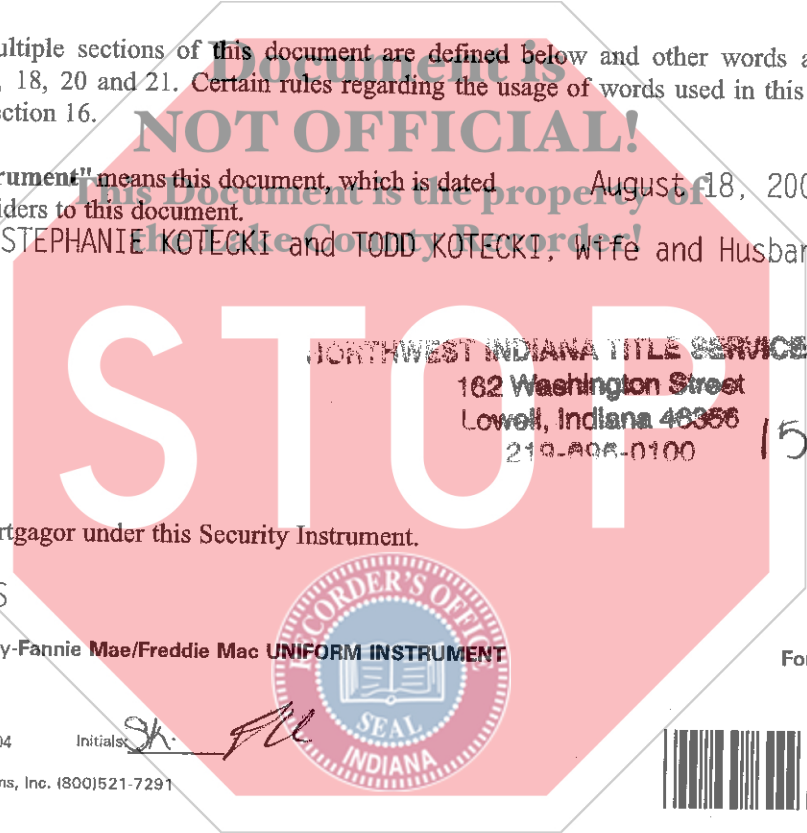 ultiple sections of this document are defined below and other words a
, 18, 20 and 21. Certain rules regarding the usage of words used in this
ection 16.
Document is
NOT OFFICIAL!
This Document is the property of
the Lake County Recorder!
rument" means this document, which is dated August 18, 200
iders to this document.
STEPHANIE KOTECKI and TODD KOTECKI, Wife and Husban
STOP
NORTHWEST INDIANA TITLE SERVICE
162 Washington Street
Lowell, Indiana 46356
219-696-0100
15
rtgagor under this Security Instrument.
S
y-Fannie Mae/Freddie Mac UNIFORM INSTRUMENT
For
RECORDER'S OFFICE
SEAL
INDIANA
04 Initials: SK.
ns, Inc. (800)521-7291